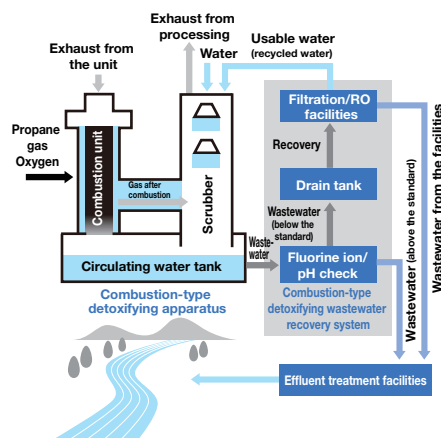 Exhaust from
the unit
Exhaust from
processing
Water
Usable water
(recycled water)
Propane
gas
Oxygen
Combustion unit
Gas after
combustion
Scrubber
Filtration/RO
facilities
Recovery
Drain tank
Wastewater
(below the
standard)
Waste-
water
Fluorine ion/
pH check
Circulating water tank
Combustion-type
detoxifying apparatus
Combustion-type
detoxifying wastewater
recovery system
Wastewater (above the standard)
Wastewater from the facilities
Effluent treatment facilities